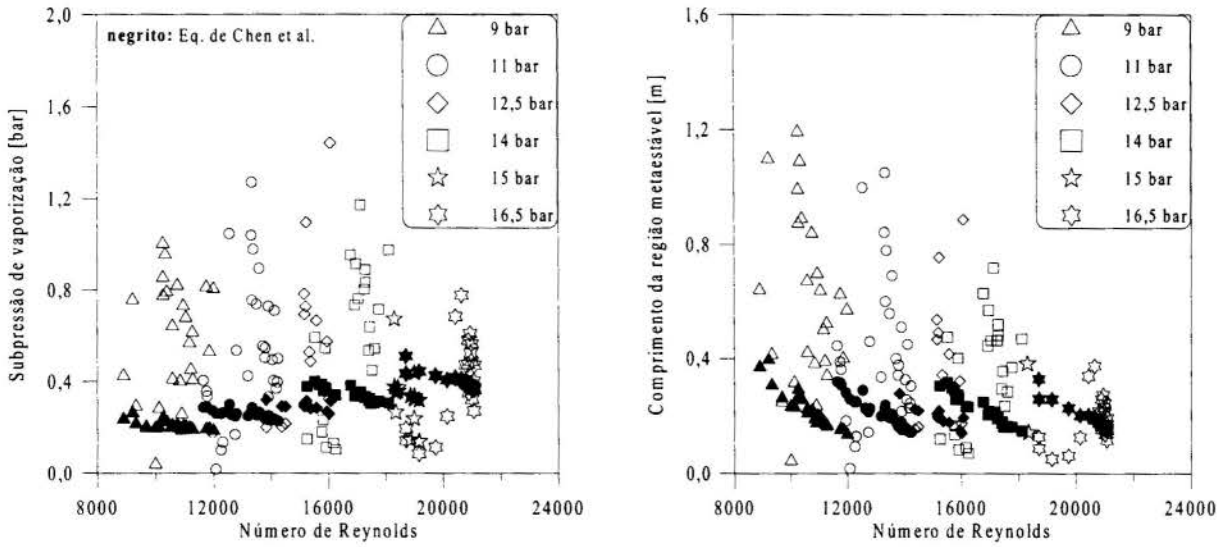 2,0
1,6
1,2
0,8
0,4
0,0
Subpressão de vaporização [bar]
negrito: Eq. de Chen et al.
9 bar
11 bar
12,5 bar
14 bar
15 bar
16,5 bar
8000 12000 16000 20000 24000
Número de Reynolds
1,6
1,2
0,8
0,4
0,0
Comprimento da região metaestável [m]
9 bar
11 bar
12,5 bar
14 bar
15 bar
16,5 bar
8000 12000 16000 20000 24000
Número de Reynolds